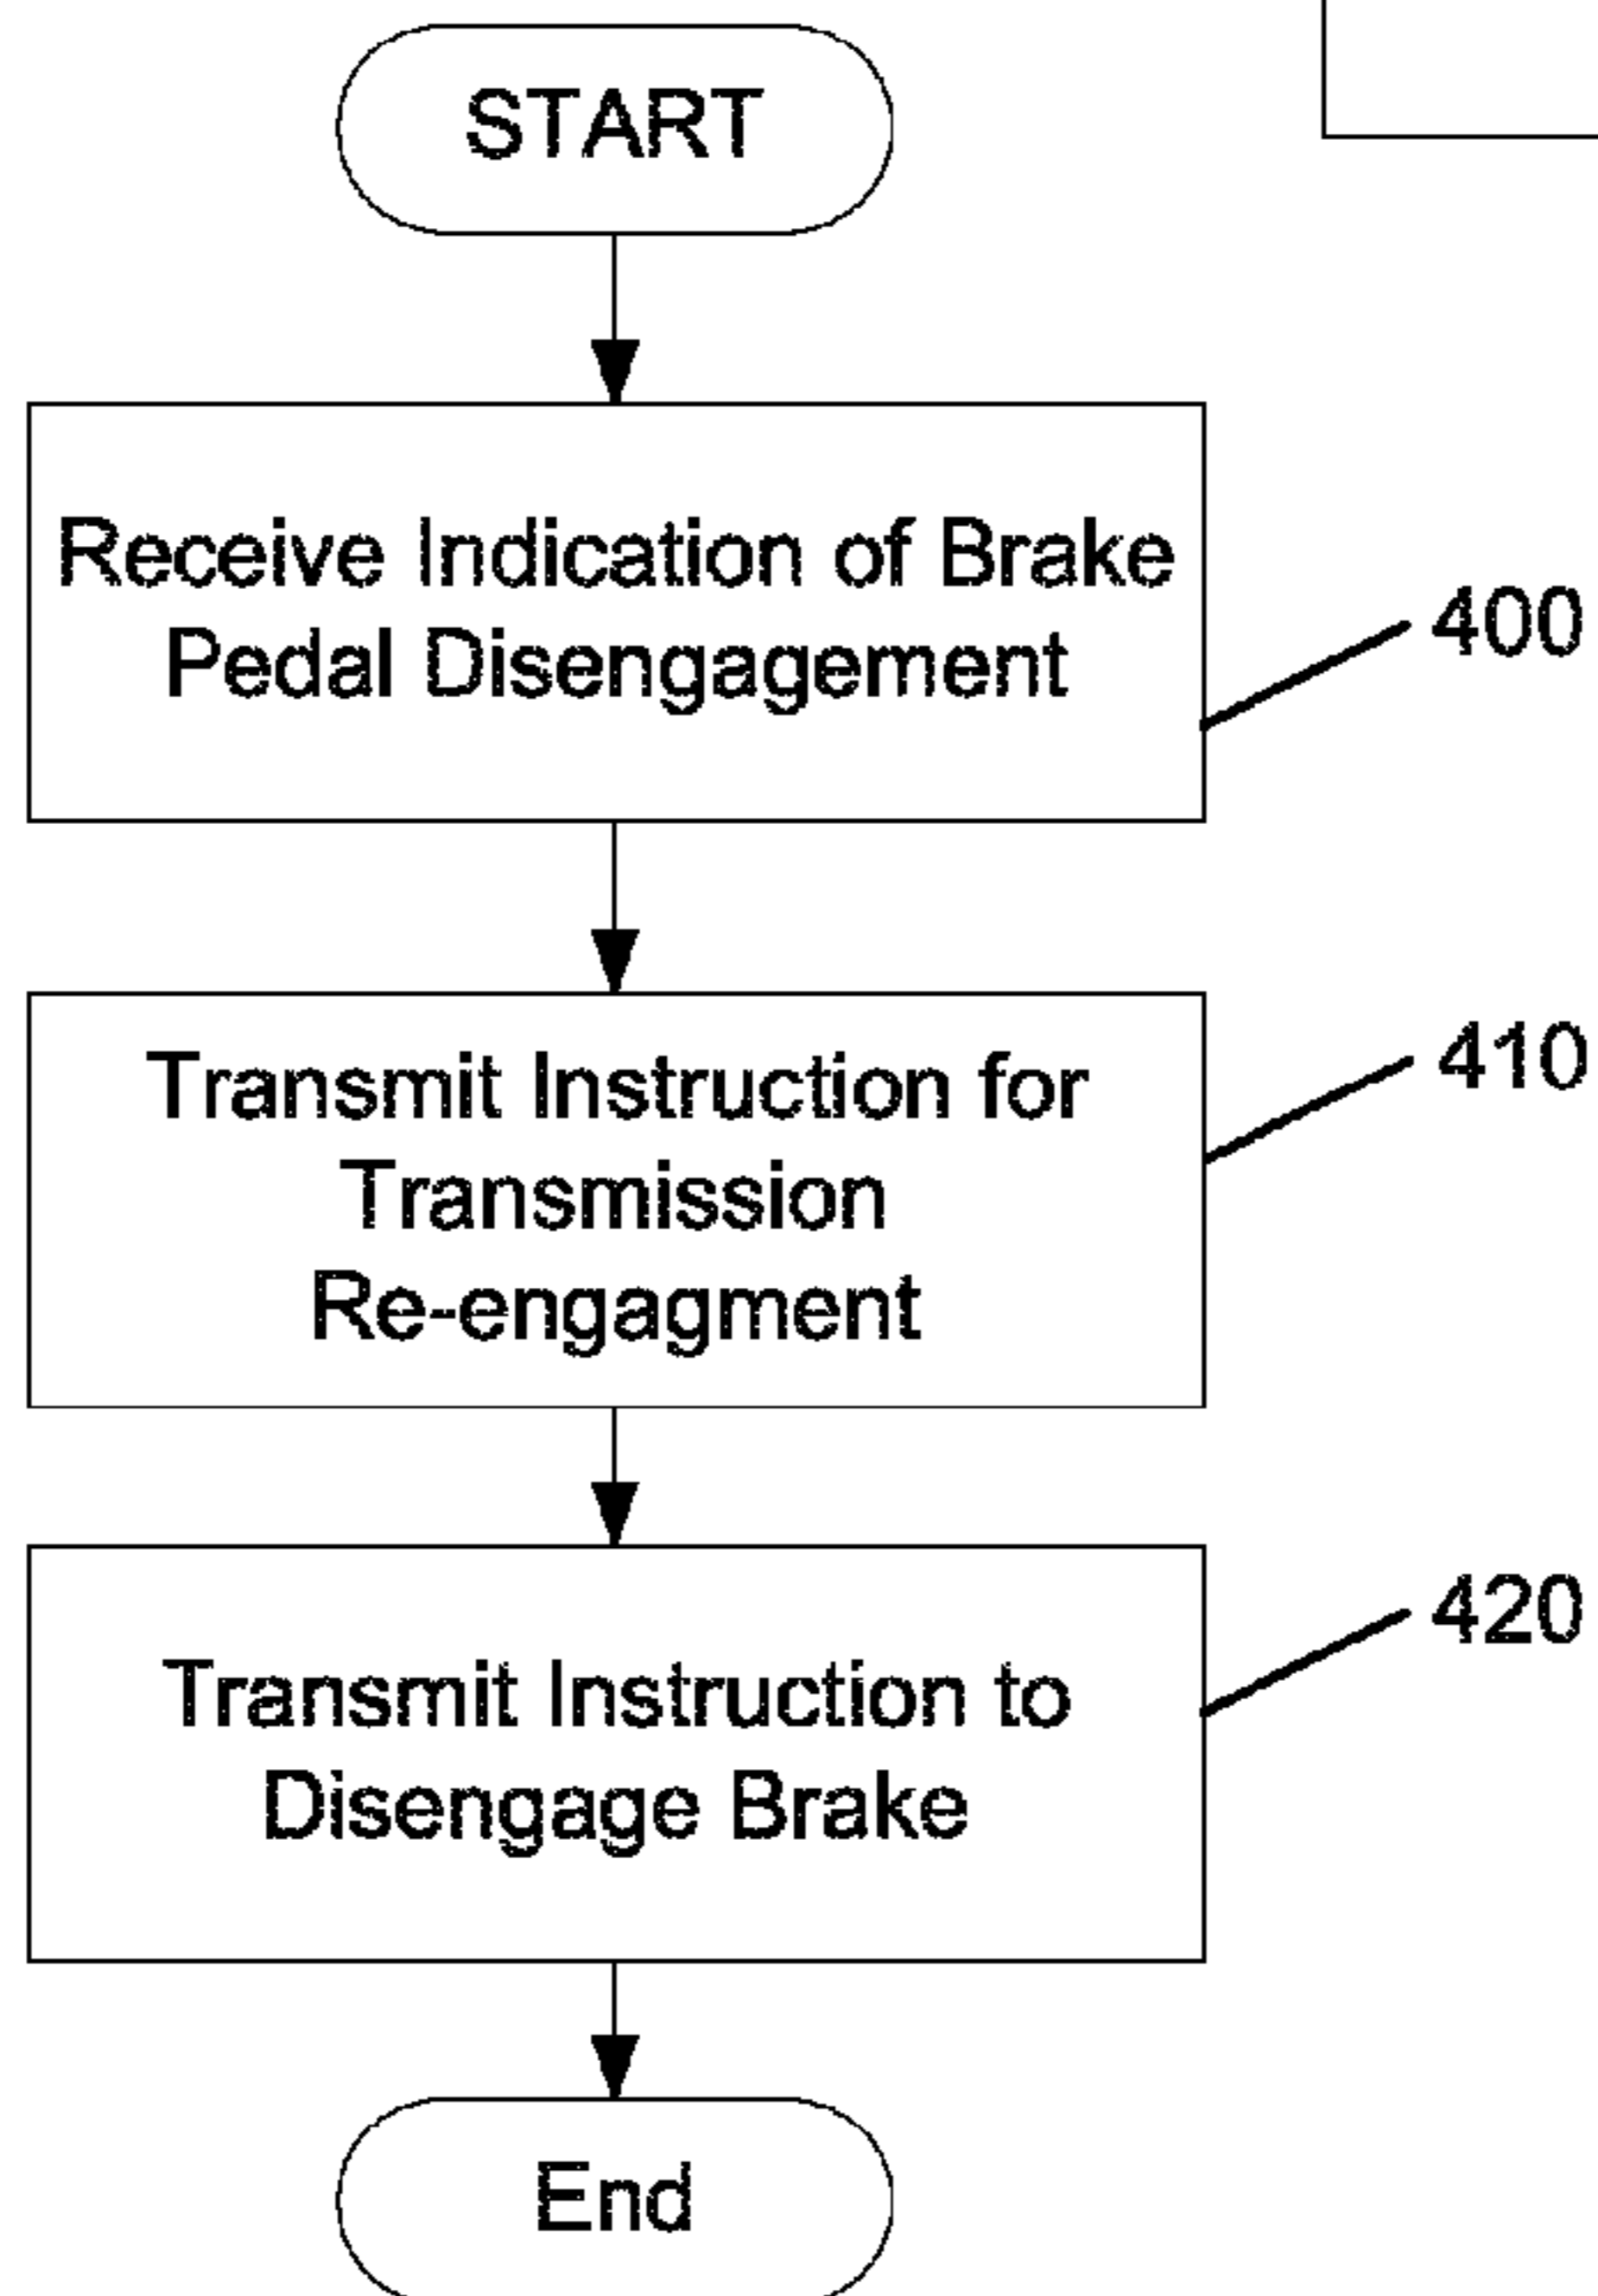 START
Receive Indication of Brake
Pedal Disengagement
400
Transmit Instruction for
Transmission
Re-engagment
410
Transmit Instruction to
Disengage Brake
420
End